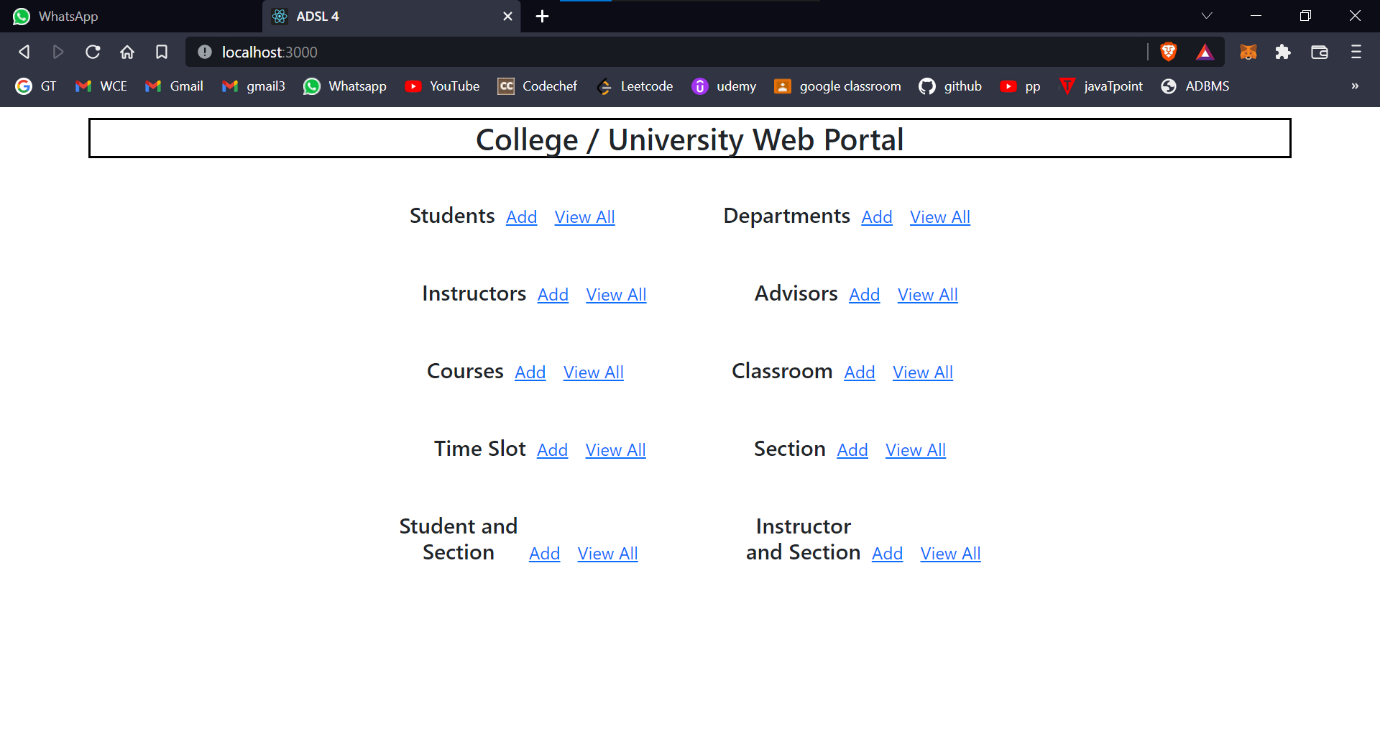 WhatsApp
ADSL 4
localhost:3000
GT WCE Gmail gmail3 Whatsapp YouTube CC Codechef Leetcode udemy google classroom github pp javaTpoint ADBMS »
College / University Web Portal
Students Add View All Departments Add View All
Instructors Add View All Advisors Add View All
Courses Add View All Classroom Add View All
Time Slot Add View All Section Add View All
Student and
Section Add View All
Instructor
and Section Add View All